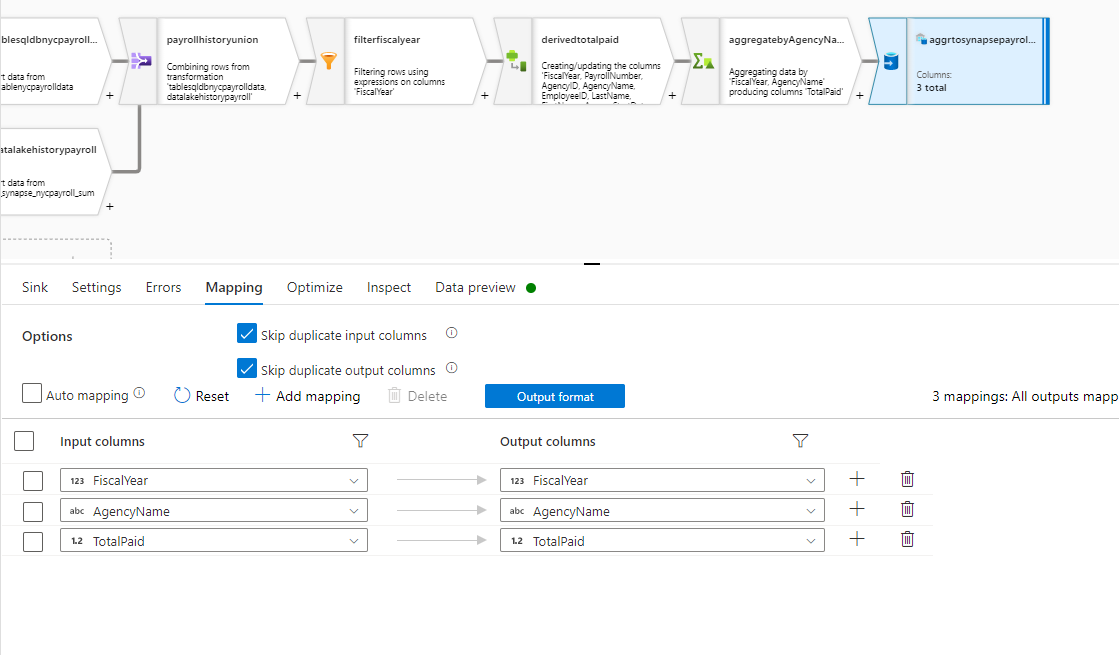 ablesqldbnycpayroll...
rt data from
ablenycpayrolldata
+
payrollhistoryunion
Combining rows from
transformation
'tablesqldbnycpayrolldata,
datalakehistorypayroll'
+
filterfiscalyear
Filtering rows using
expressions on columns
'FiscalYear'
+
derivedtotalpaid
Creating/updating the columns
'FiscalYear, PayrollNumber,
AgencyID, AgencyName,
EmployeeID, LastName,
+
aggregatebyAgencyNa...
Aggregating data by
'FiscalYear, AgencyName'
producing columns 'TotalPaid'
+
aggrtosynapsepayrol...
Columns:
3 total
atalakehistorypayroll
rt data from
_synapse_nycpayroll_sum
+
Sink Settings Errors Mapping Optimize Inspect Data preview
Options
Skip duplicate input columns
Skip duplicate output columns
Auto mapping Reset + Add mapping Delete Output format 3 mappings: All outputs mapp
Input columns Output columns
123 FiscalYear 123 FiscalYear +
abc AgencyName abc AgencyName +
1.2 TotalPaid 1.2 TotalPaid +